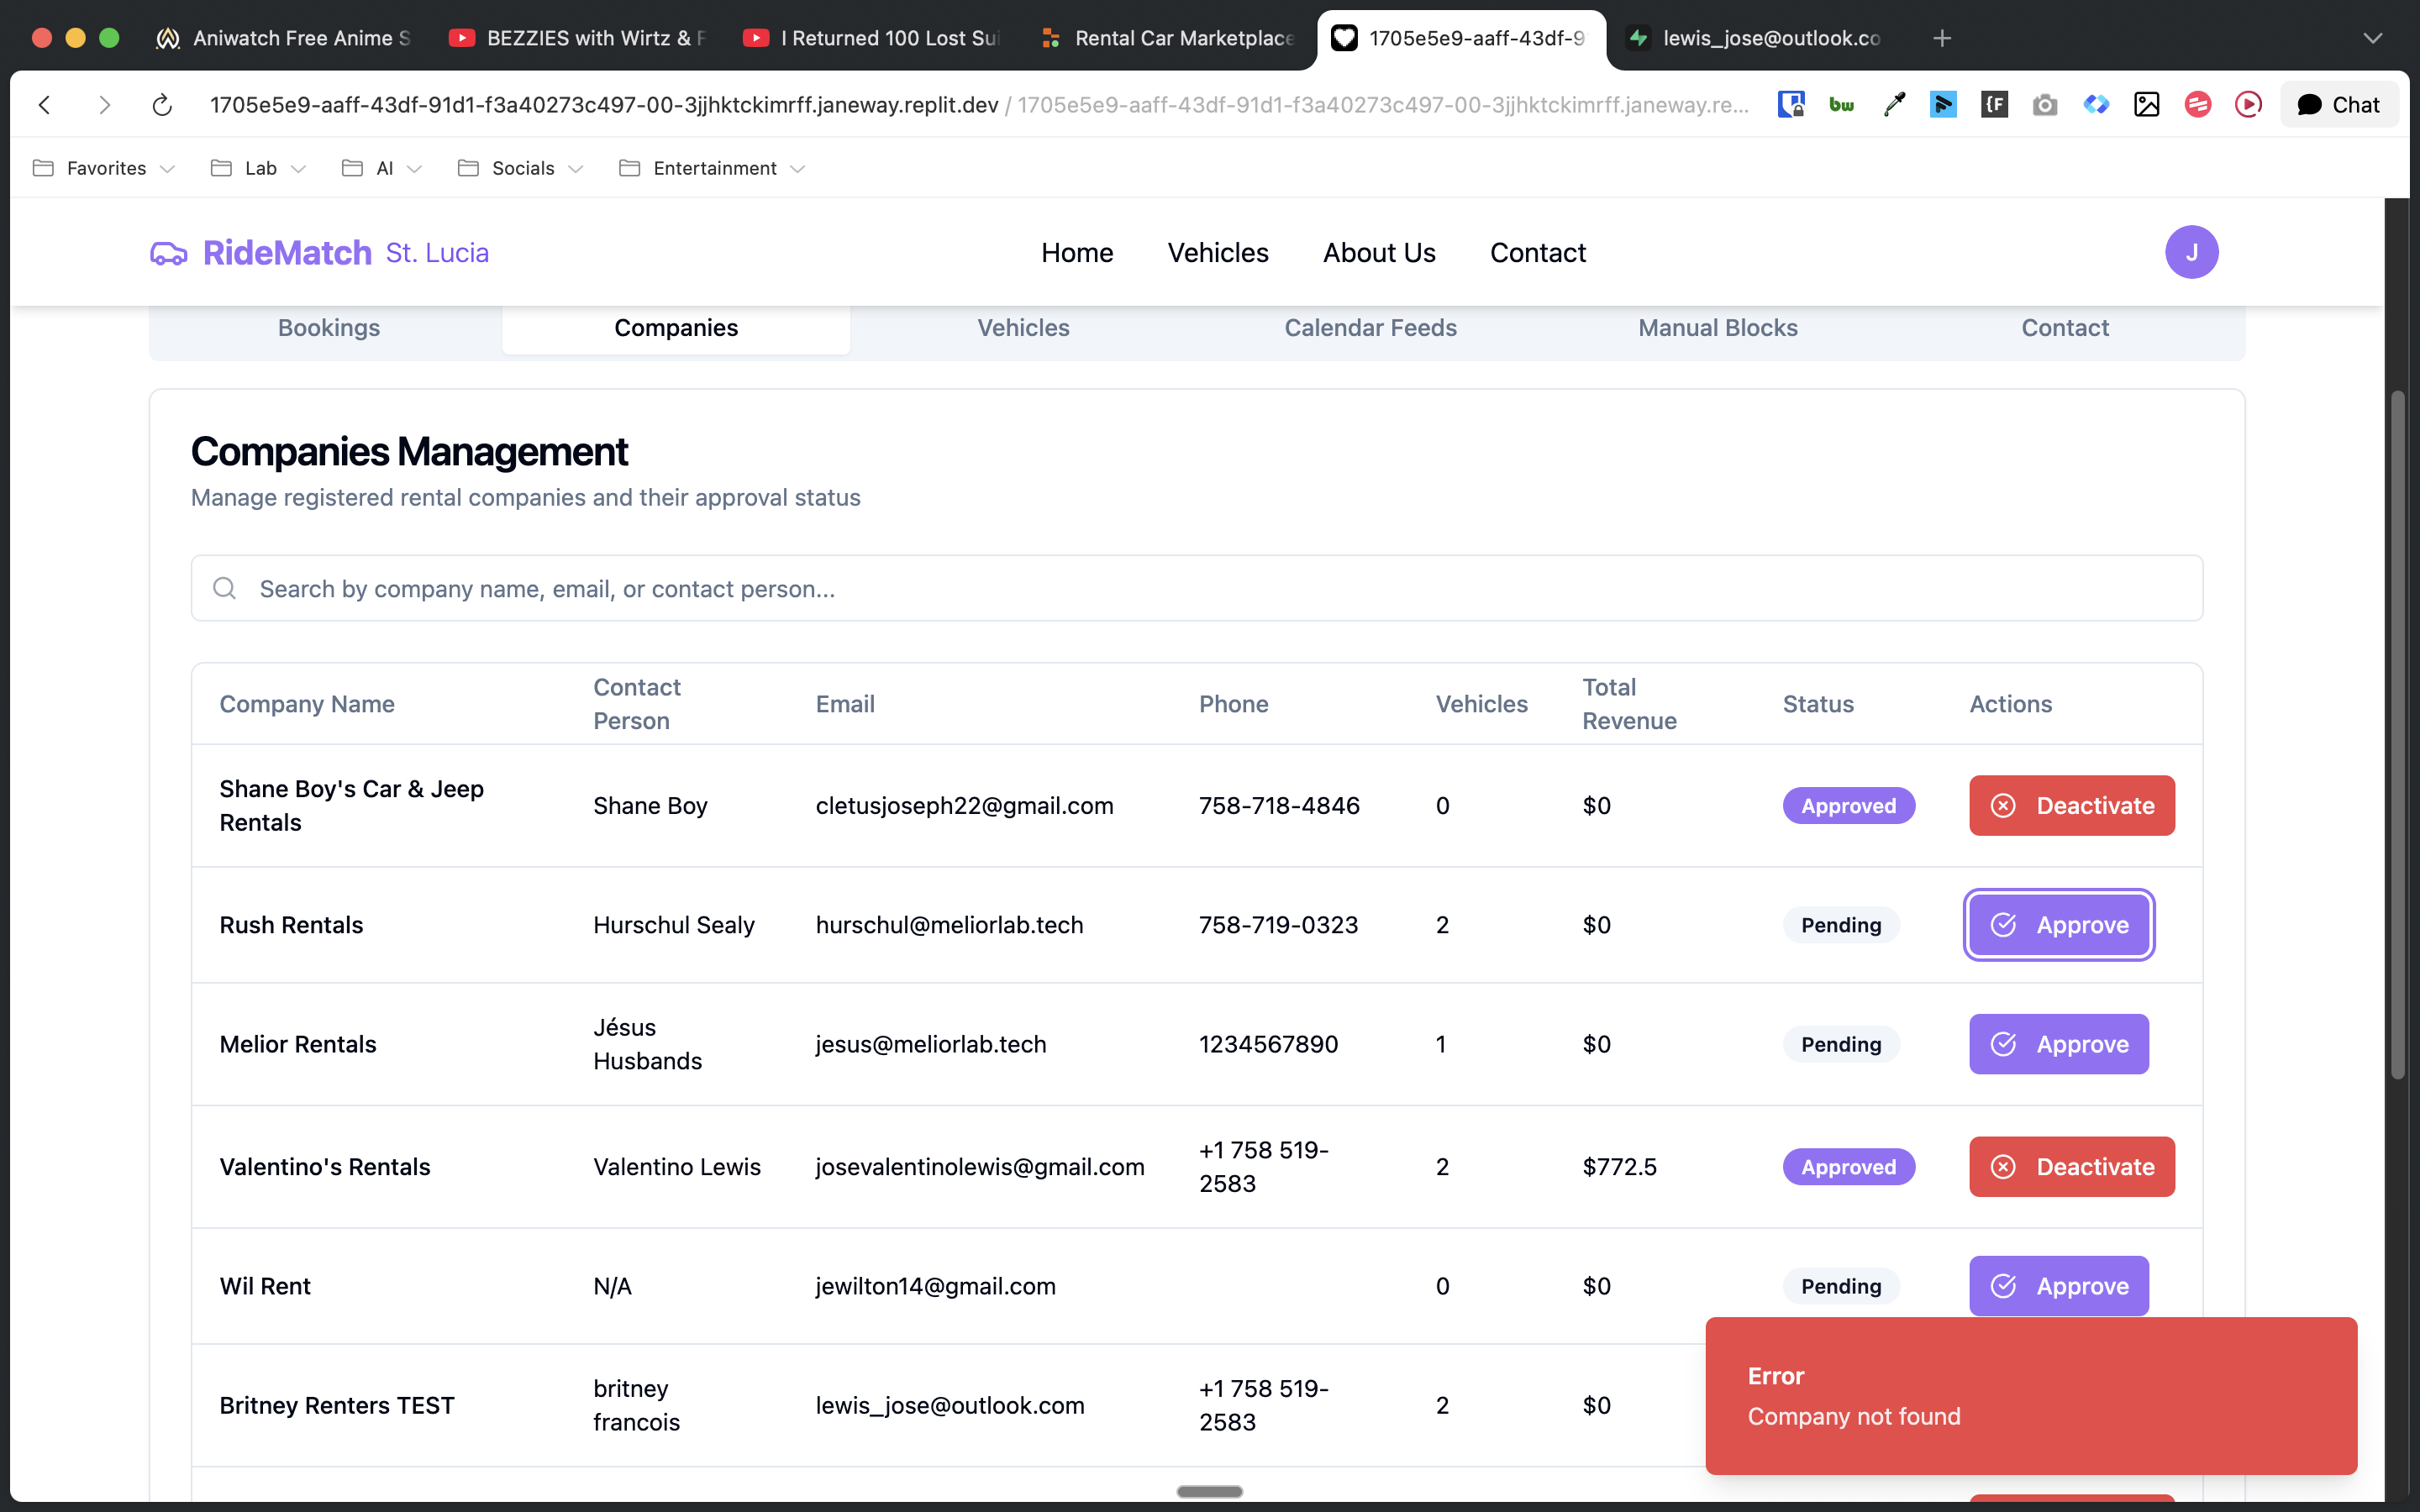 Aniwatch Free Anime S
BEZZIES with Wirtz & F
I Returned 100 Lost Sui
Rental Car Marketplace
1705e5e9-aaff-43df-9
lewis_jose@outlook.co
1705e5e9-aaff-43df-91d1-f3a40273c497-00-3jjhktckimrff.janeway.replit.dev / 1705e5e9-aaff-43df-91d1-f3a40273c497-00-3jjhktckimrff.janeway.re...
bw
{F
Chat
Favorites
Lab
AI
Socials
Entertainment
RideMatch St. Lucia
Home
Vehicles
About Us
Contact
J
Bookings
Companies
Vehicles
Calendar Feeds
Manual Blocks
Contact
Companies Management
Manage registered rental companies and their approval status
Search by company name, email, or contact person...
Company Name
Contact
Person
Email
Phone
Vehicles
Total
Revenue
Status
Actions
Shane Boy's Car & Jeep
Rentals
Shane Boy
cletusjoseph22@gmail.com
758-718-4846
0
$0
Approved
Deactivate
Rush Rentals
Hurschul Sealy
hurschul@meliorlab.tech
758-719-0323
2
$0
Pending
Approve
Melior Rentals
Jésus
Husbands
jesus@meliorlab.tech
1234567890
1
$0
Pending
Approve
Valentino's Rentals
Valentino Lewis
josevalentinolewis@gmail.com
+1 758 519-
2583
2
$772.5
Approved
Deactivate
Wil Rent
N/A
jewilton14@gmail.com
0
$0
Pending
Approve
Britney Renters TEST
britney
francois
lewis_jose@outlook.com
+1 758 519-
2583
2
$0
Error
Company not found